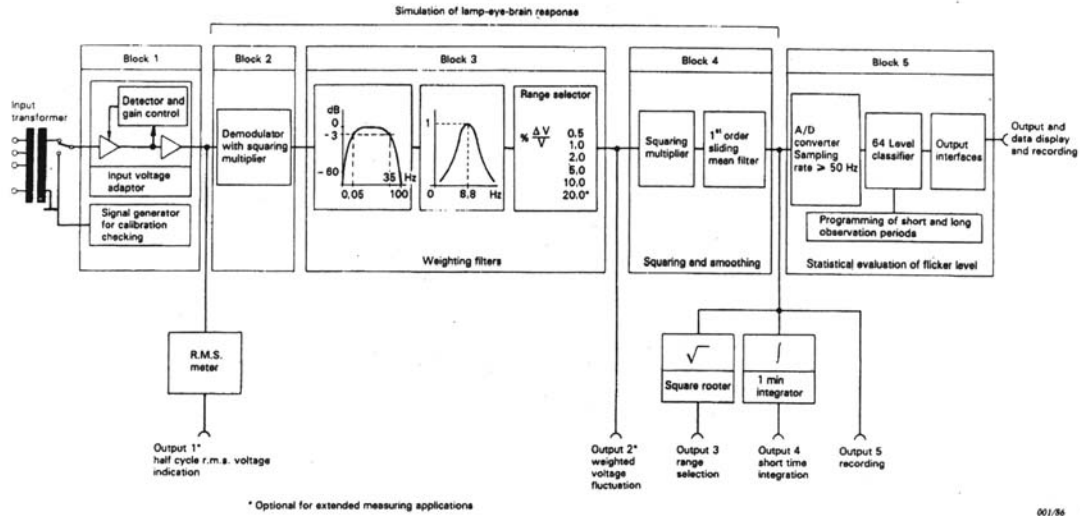 Simulation of lamp-eye-brain response
Block 1
Block 2
Block 3
Block 4
Block 5
Input
transformer
Detector and
gain control
Input voltage
adaptor
Signal generator
for calibration
checking
Demodulator
with squaring
multiplier
dB
0
- 3
- 60
0,05
35
Hz
100
1
8,8
Hz
Range selector
% ΔV/V
0.5
1.0
2.0
5.0
10,0
20.0*
Weighting filters
Squaring
multiplier
1st order
sliding
mean filter
Squaring and smoothing
A/D
converter
Sampling
rate ≥ 50 Hz
64 Level
classifier
Output
interfaces
Programming of short and long
observation periods
Statistical evaluation of flicker level
Output and
data display
and recording
R.M.S.
meter
√
Square rooter
∫
1 min
integrator
Output 1*
half cycle r.m.s. voltage
indication
Output 2*
weighted
voltage
fluctuation
Output 3
range
selection
Output 4
short time
integration
Output 5
recording
* Optional for extended measuring applications
001/86